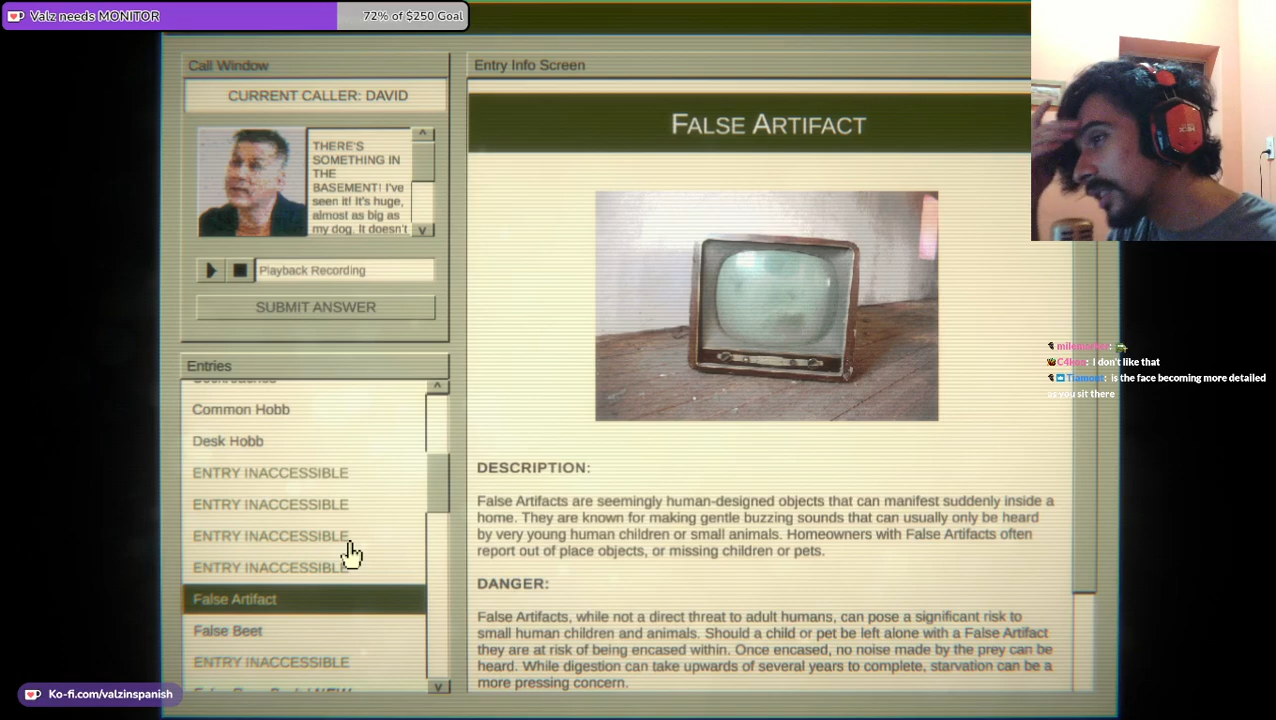 Valz needs MONITOR
72% of $250 Goal
Call Window
CURRENT CALLER: DAVID
THERE'S
SOMETHING IN
THE
BASEMENT! I've
seen it! It's huge,
almost as big as
my dog. It doesn't
Playback Recording
SUBMIT ANSWER
Entries
Common Hobb
Desk Hobb
ENTRY INACCESSIBLE
ENTRY INACCESSIBLE
ENTRY INACCESSIBLE
ENTRY INACCESSIBLE
False Artifact
False Beet
ENTRY INACCESSIBLE
Ko-fi.com/valzinspanish
Entry Info Screen
FALSE ARTIFACT
DESCRIPTION:
False Artifacts are seemingly human-designed objects that can manifest suddenly inside a
home. They are known for making gentle buzzing sounds that can usually only be heard
by very young human children or small animals. Homeowners with False Artifacts often
report out of place objects, or missing children or pets.
DANGER:
False Artifacts, while not a direct threat to adult humans, can pose a significant risk to
small human children and animals. Should a child or pet be left alone with a False Artifact
they are at risk of being encased within. Once encased, no noise made by the prey can be
heard. While digestion can take upwards of several years to complete, starvation can be a
more pressing concern.
C4koa: I don't like that
Tiamour: is the face becoming more detailed
as you sit there